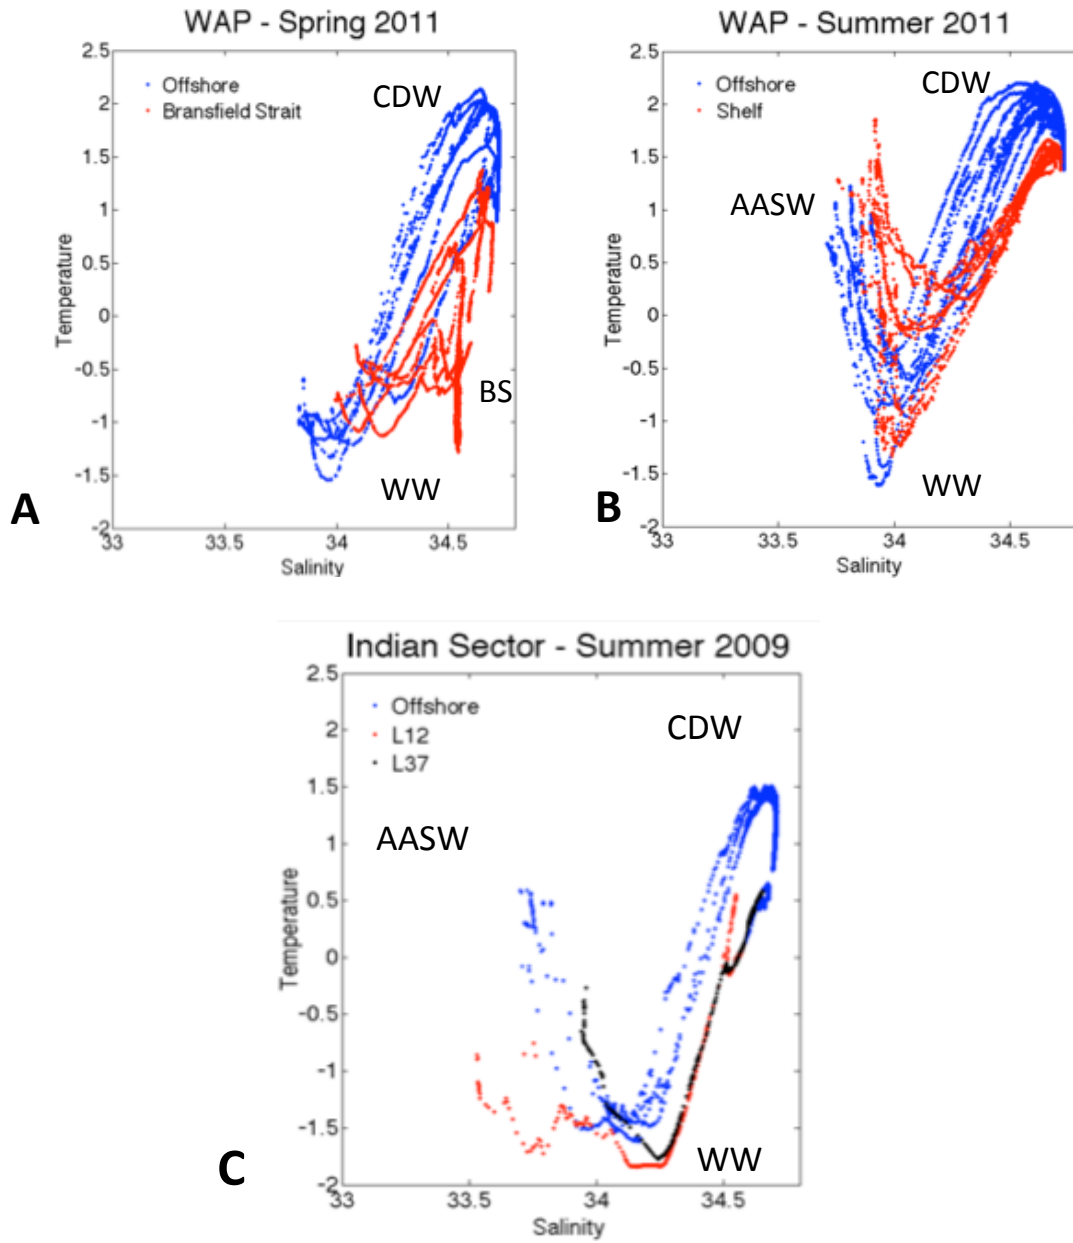 WAP - Spring 2011
2.5
2
1.5
1
0.5
0
-0.5
-1
-1.5
-2
Temperature
Offshore
Bransfield Strait
CDW
BS
WW
A
33
33.5
34
34.5
Salinity
WAP - Summer 2011
2.5
2
1.5
1
0.5
0
-0.5
-1
-1.5
-2
Temperature
Offshore
Shelf
CDW
AASW
WW
B
33
33.5
34
34.5
Salinity
Indian Sector - Summer 2009
2.5
2
1.5
1
0.5
0
-0.5
-1
-1.5
-2
Temperature
Offshore
L12
L37
CDW
AASW
WW
C
33
33.5
34
34.5
Salinity